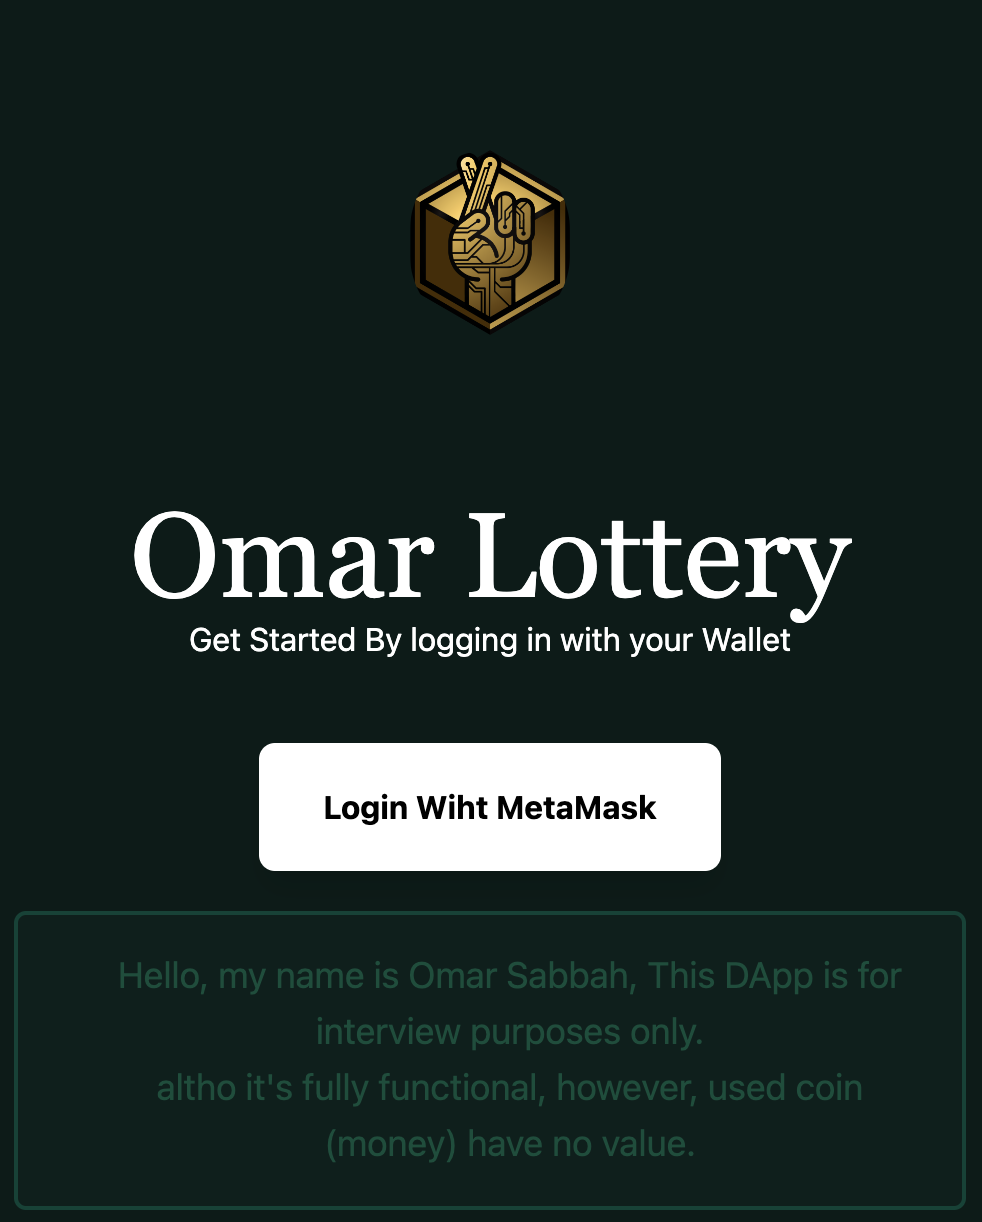 Omar Lottery
Get Started By logging in with your Wallet
Login Wiht MetaMask
Hello, my name is Omar Sabbah, This DApp is for
interview purposes only.
altho it's fully functional, however, used coin
(money) have no value.